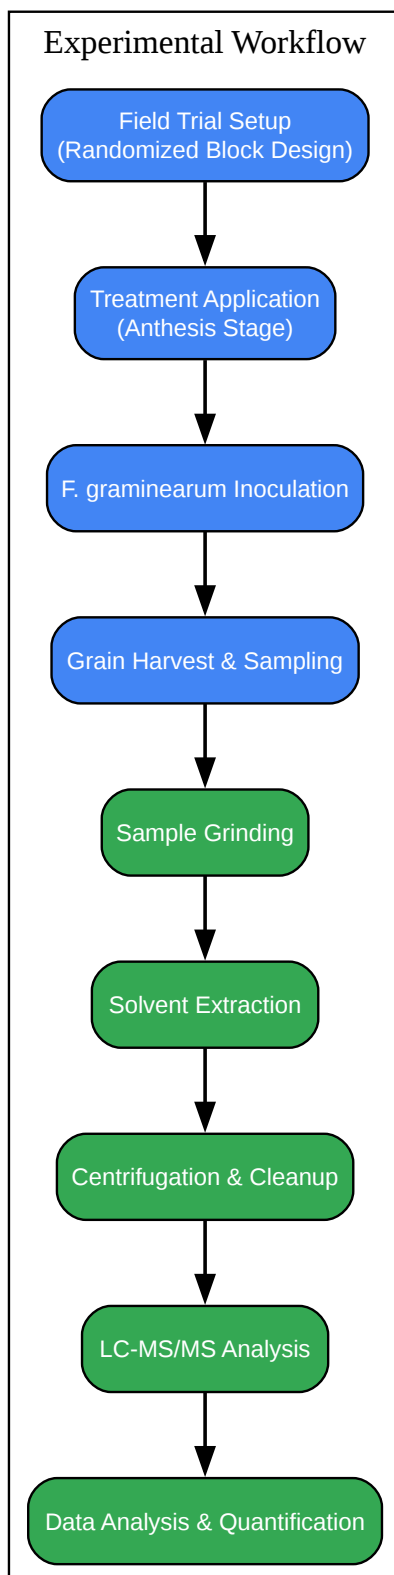 Experimental Workflow
Field Trial Setup
(Randomized Block Design)
Treatment Application
(Anthesis Stage)
F. graminearum Inoculation
Grain Harvest & Sampling
Sample Grinding
Solvent Extraction
Centrifugation & Cleanup
LC-MS/MS Analysis
Data Analysis & Quantification